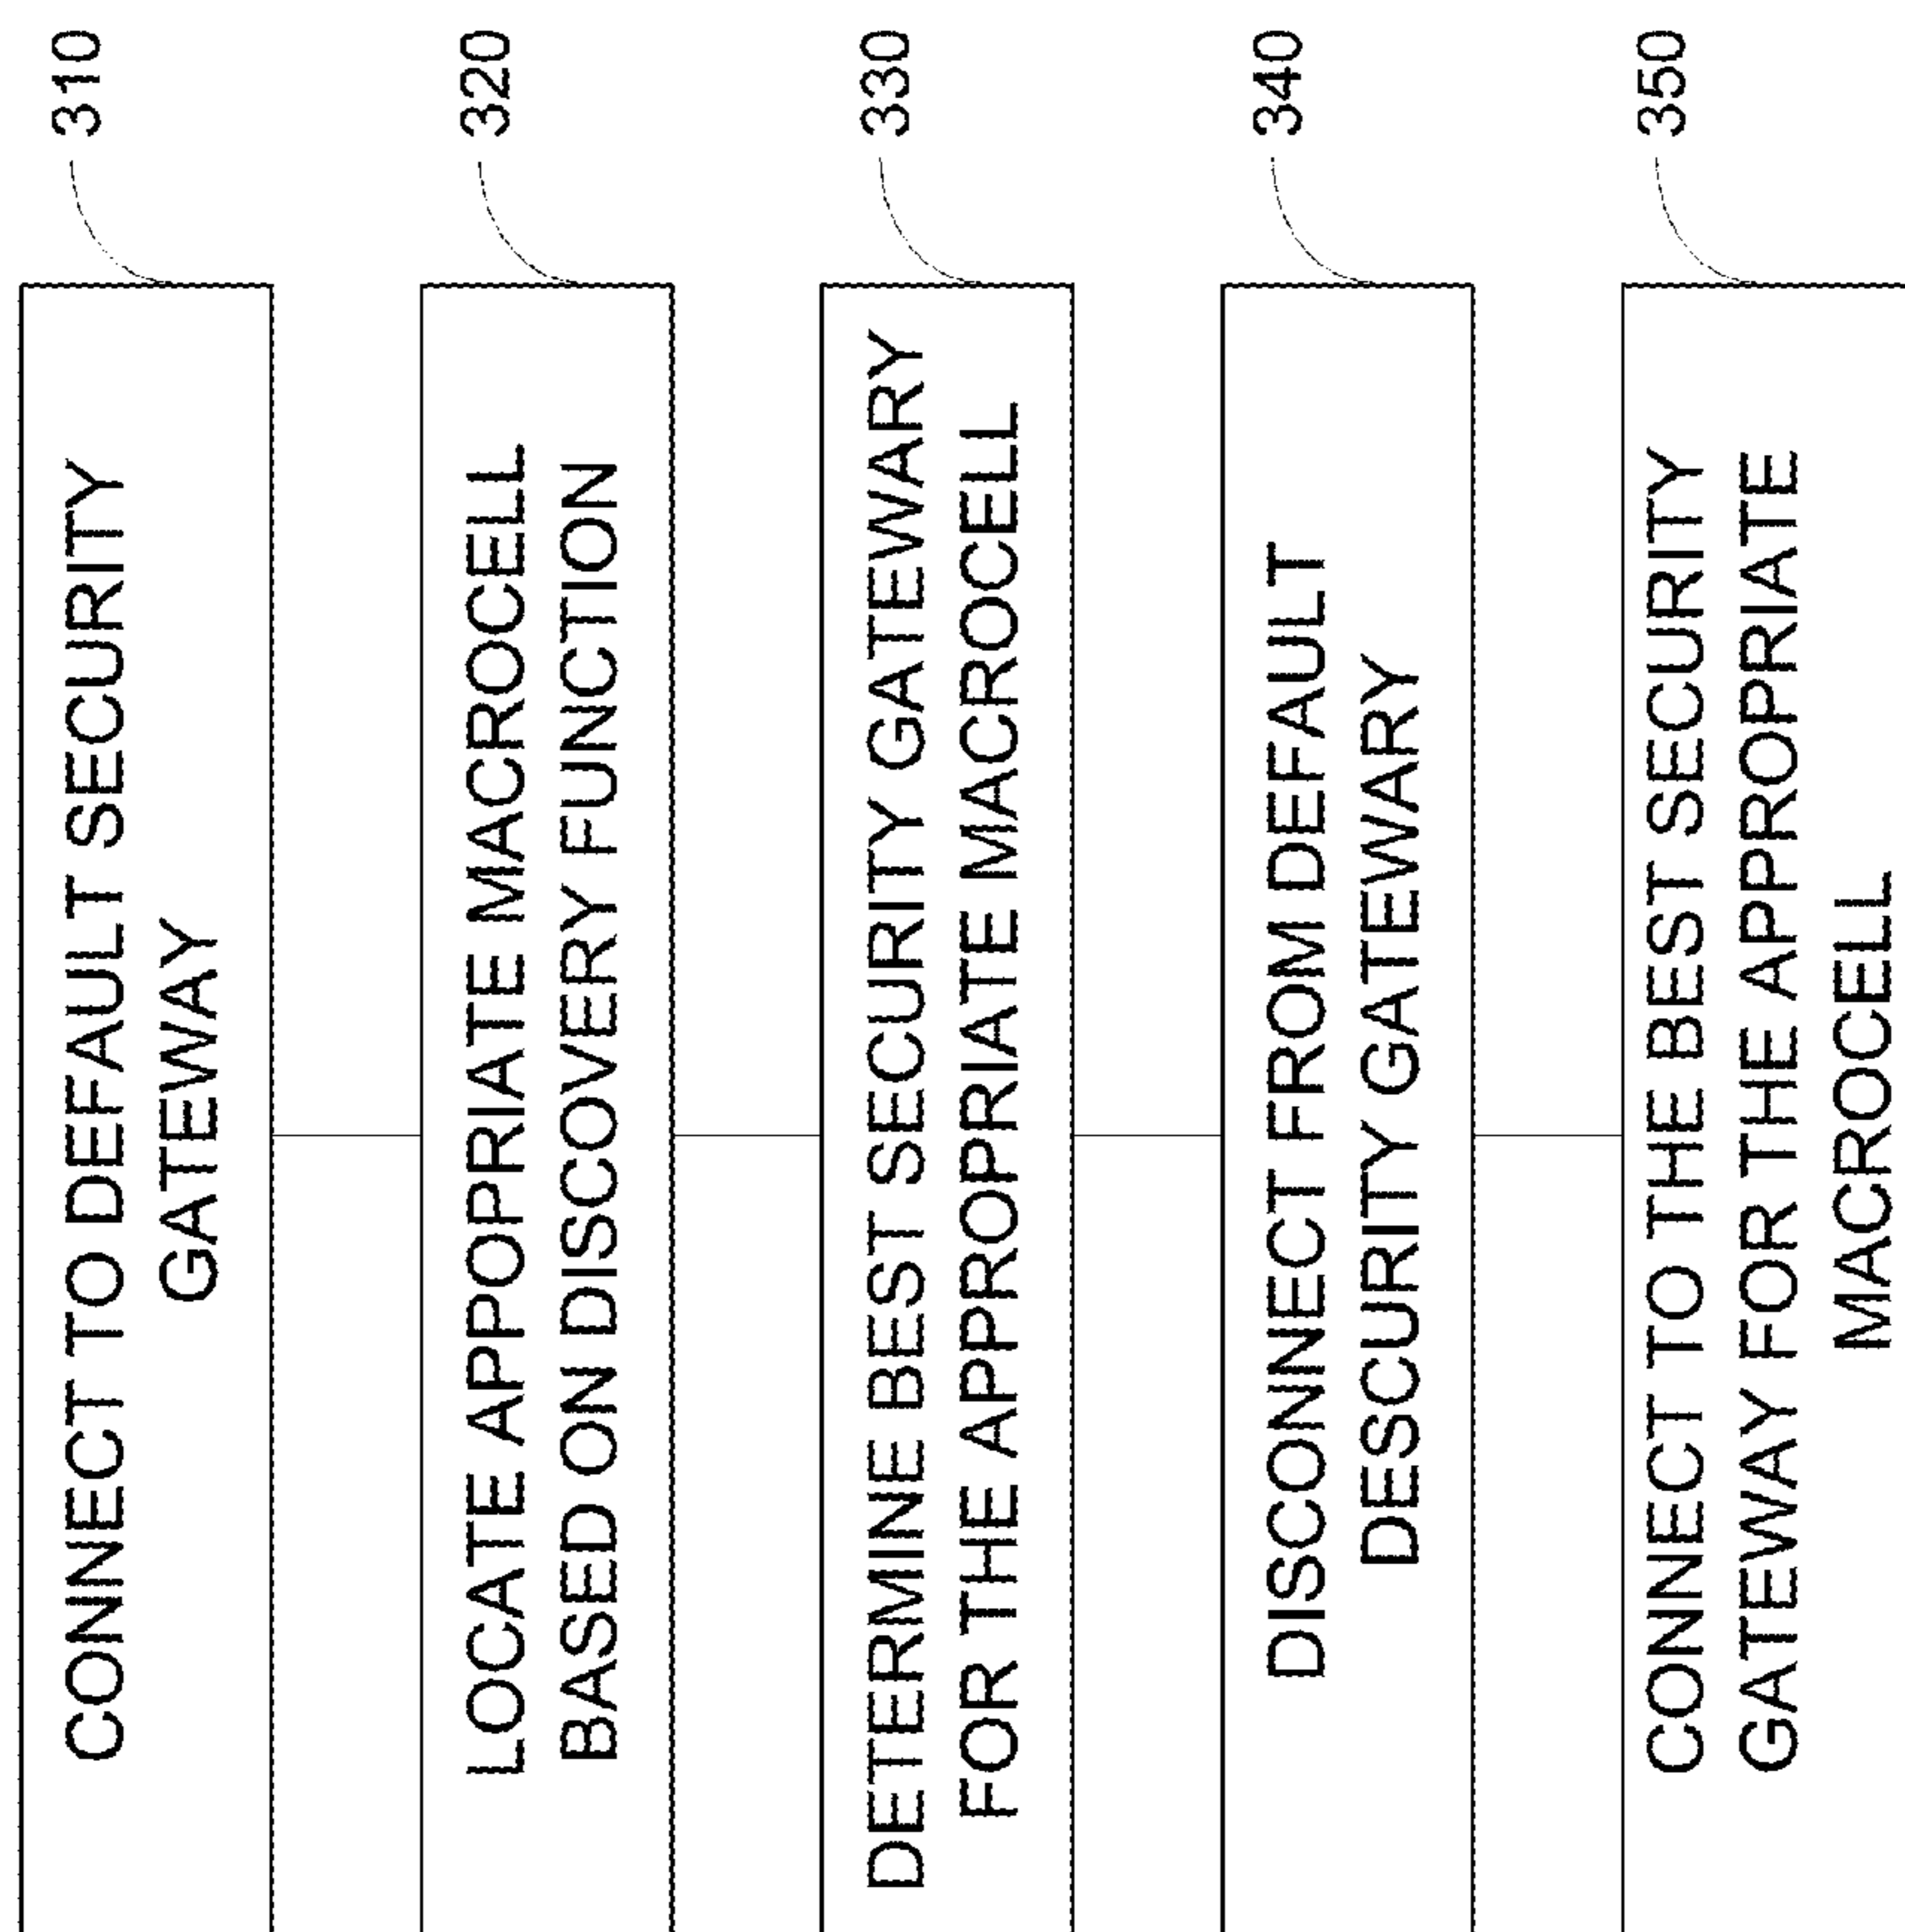 CONNECT TO DEFAULT SECURITY
GATEWAY
310
LOCATE APPOPRIATE MACROCELL
BASED ON DISCOVERY FUNCTION
320
DETERMINE BEST SECURITY GATEWARY
FOR THE APPROPRIATE MACROCELL
330
DISCONNECT FROM DEFAULT
DESCURITY GATEWARY
340
CONNECT TO THE BEST SECURITY
GATEWAY FOR THE APPROPRIATE
MACROCELL
350